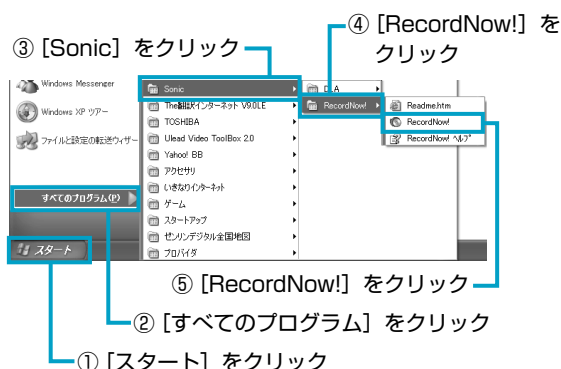 ④ [RecordNow!] を
クリック
③ [Sonic] をクリック
Windows Messenger
Windows XP ツアー
ファイルと設定の転送ウィザー
すべてのプログラム(P)
スタート
Sonic
The翻訳インターネット V9.0LE
TOSHIBA
Ulead Video ToolBox 2.0
Yahoo! BB
アクセサリ
いきなりインターネット
ゲーム
スタートアップ
ゼンリンデジタル全国地図
プロバイダ
DLA
RecordNow!
Readme.htm
RecordNow!
RecordNow! ヘルプ
⑤ [RecordNow!] をクリック
② [すべてのプログラム] をクリック
① [スタート] をクリック